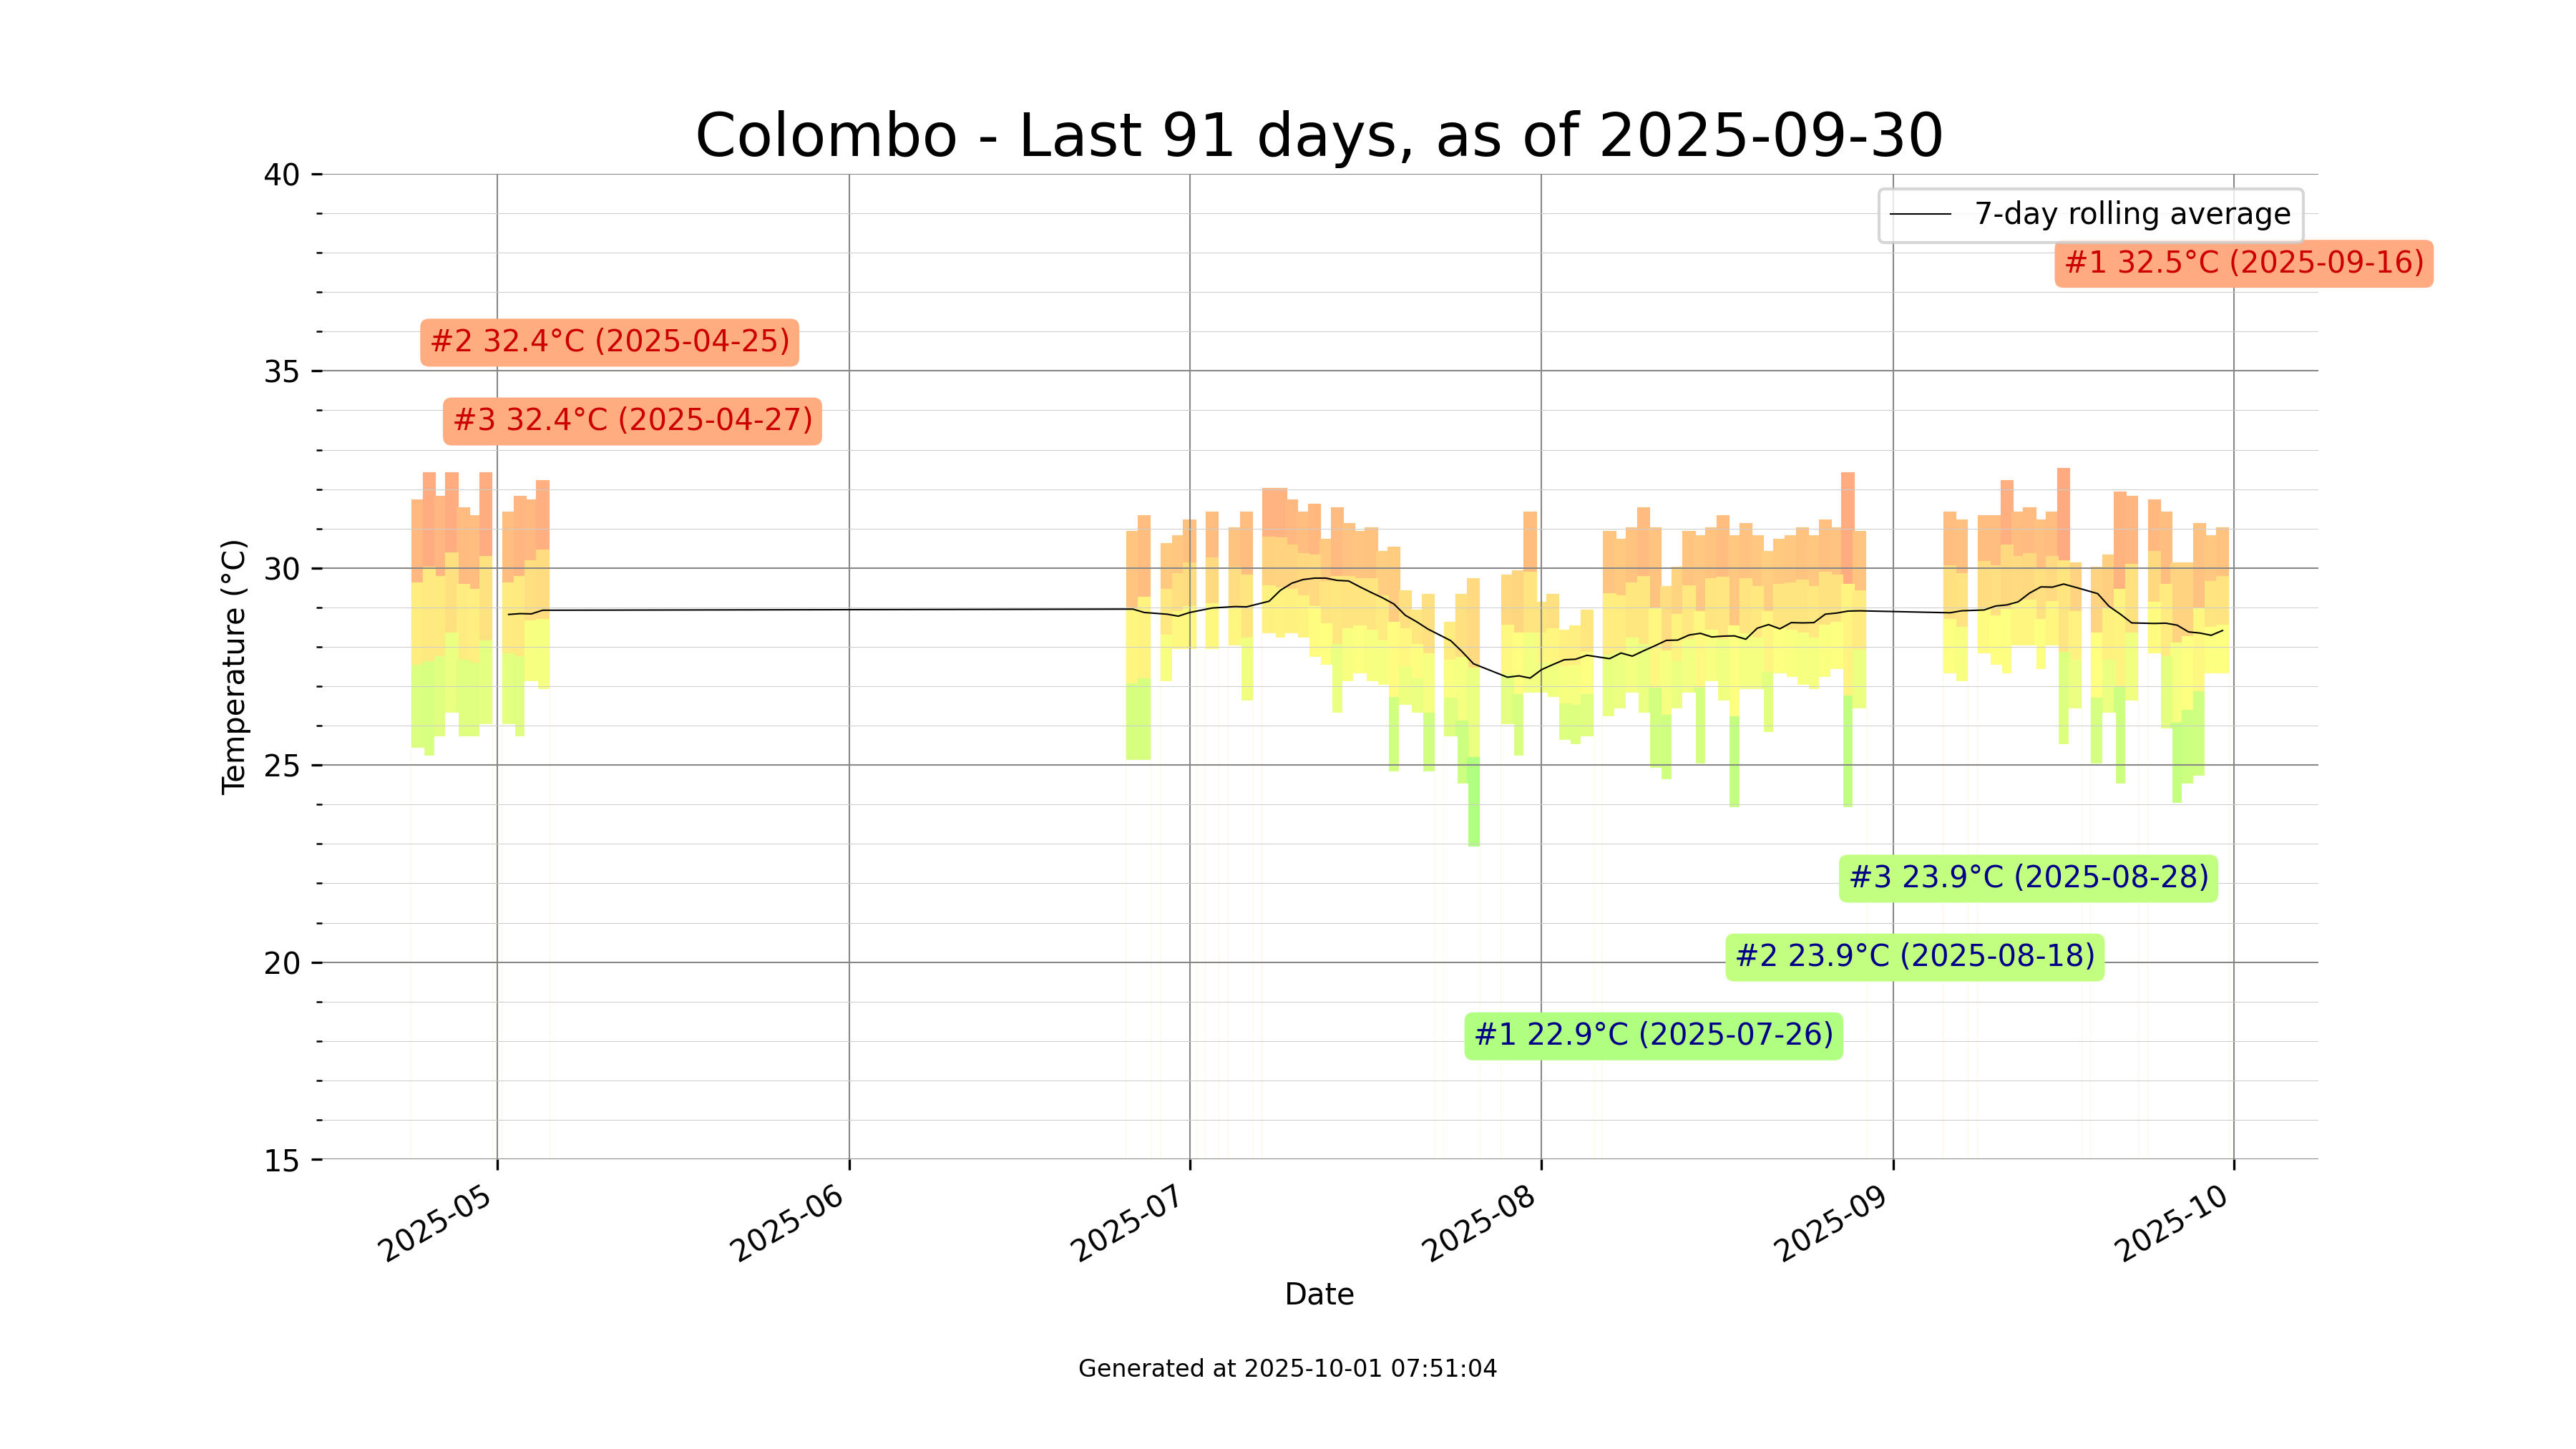 Colombo - Last 91 days, as of 2025-09-30
40
7-day rolling average
#1 32.5°C (2025-09-16)
#2 32.4°C (2025-04-25)
35
#3 32.4°C (2025-04-27)
30
Temperature (°C)
25
#3 23.9°C (2025-08-28)
#2 23.9°C (2025-08-18)
20
#1 22.9°C (2025-07-26)
15
2025-05
2025-06
2025-07
2025-08
2025-09
2025-10
Date
Generated at 2025-10-01 07:51:04